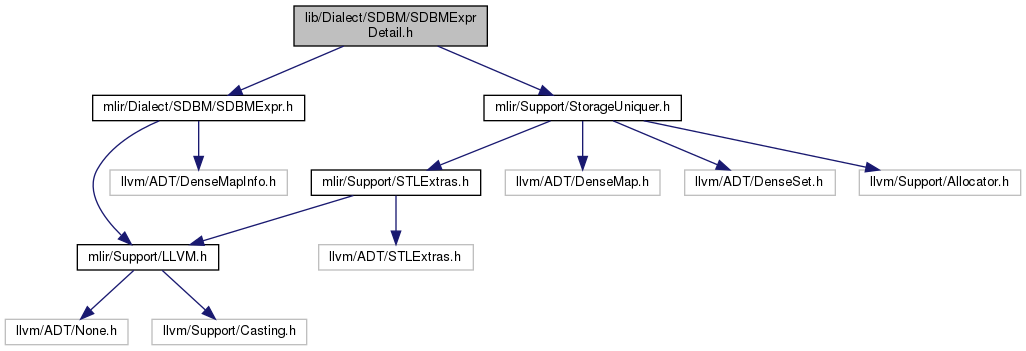 lib/Dialect/SDBM/SDBMExpr
Detail.h
mlir/Dialect/SDBM/SDBMExpr.h
mlir/Support/StorageUniquer.h
llvm/ADT/DenseMapInfo.h
mlir/Support/STLExtras.h
llvm/ADT/DenseMap.h
llvm/ADT/DenseSet.h
llvm/Support/Allocator.h
mlir/Support/LLVM.h
llvm/ADT/STLExtras.h
llvm/ADT/None.h
llvm/Support/Casting.h